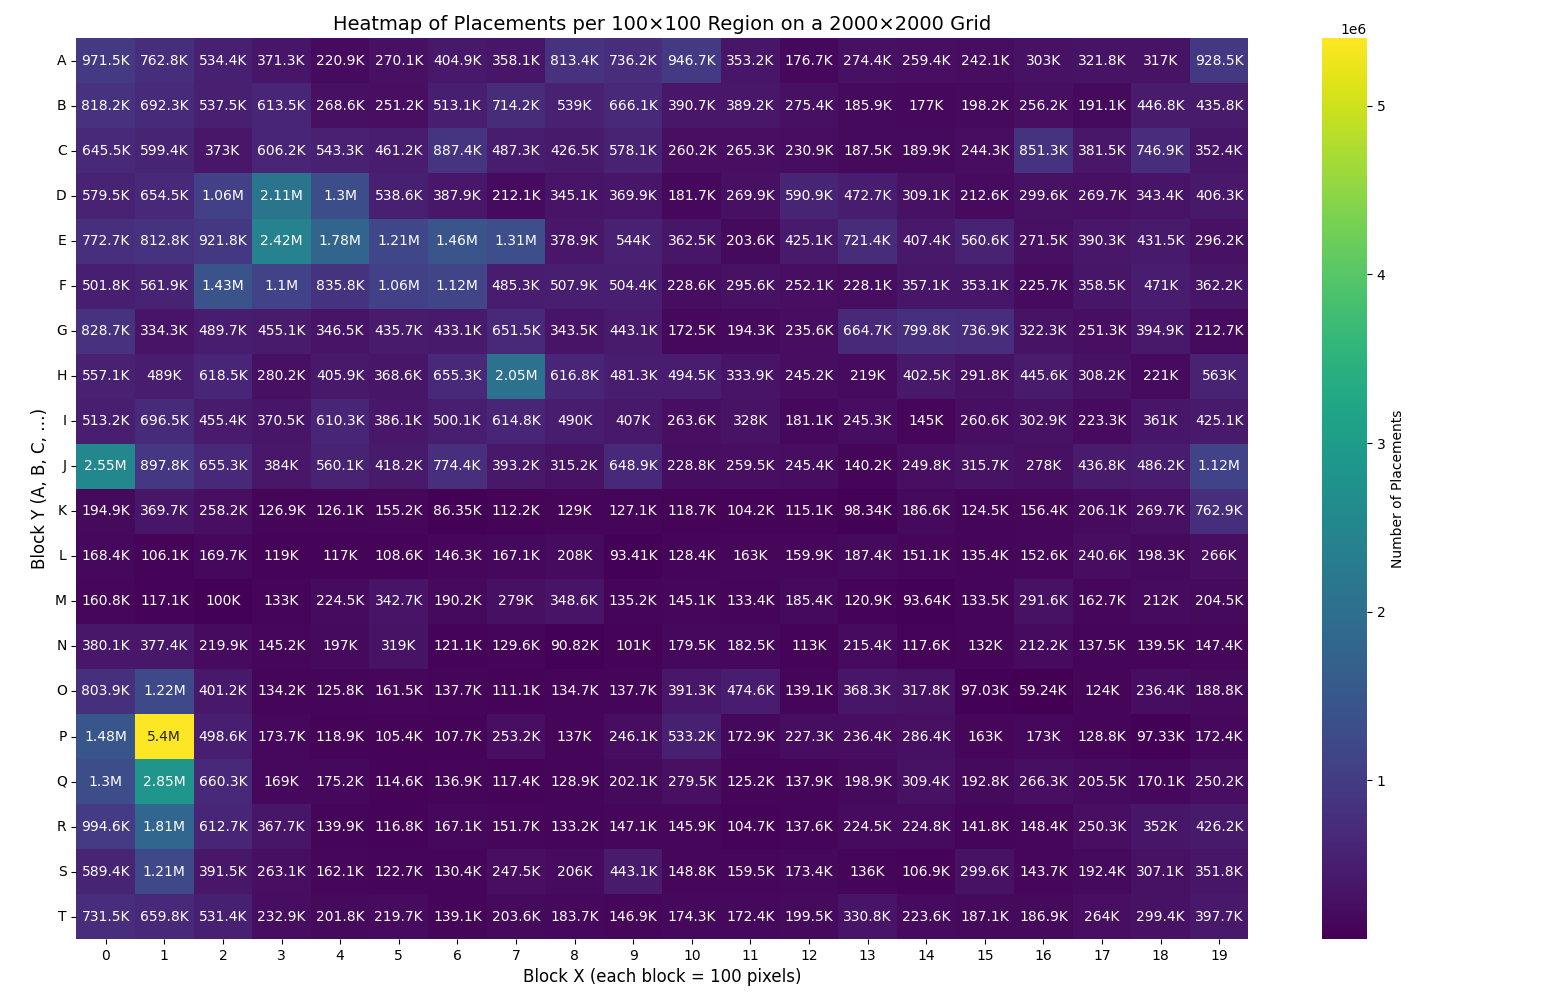 Heatmap of Placements per 100×100 Region on a 2000×2000 Grid
1e6
A 971.5K 762.8K 534.4K 371.3K 220.9K 270.1K 404.9K 358.1K 813.4K 736.2K 946.7K 353.2K 176.7K 274.4K 259.4K 242.1K 303K 321.8K 317K 928.5K
B 818.2K 692.3K 537.5K 613.5K 268.6K 251.2K 513.1K 714.2K 539K 666.1K 390.7K 389.2K 275.4K 185.9K 177K 198.2K 256.2K 191.1K 446.8K 435.8K
5
C 645.5K 599.4K 373K 606.2K 543.3K 461.2K 887.4K 487.3K 426.5K 578.1K 260.2K 265.3K 230.9K 187.5K 189.9K 244.3K 851.3K 381.5K 746.9K 352.4K
D 579.5K 654.5K 1.06M 2.11M 1.3M 538.6K 387.9K 212.1K 345.1K 369.9K 181.7K 269.9K 590.9K 472.7K 309.1K 212.6K 299.6K 269.7K 343.4K 406.3K
E 772.7K 812.8K 921.8K 2.42M 1.78M 1.21M 1.46M 1.31M 378.9K 544K 362.5K 203.6K 425.1K 721.4K 407.4K 560.6K 271.5K 390.3K 431.5K 296.2K
4
F 501.8K 561.9K 1.43M 1.1M 835.8K 1.06M 1.12M 485.3K 507.9K 504.4K 228.6K 295.6K 252.1K 228.1K 357.1K 353.1K 225.7K 358.5K 471K 362.2K
G 828.7K 334.3K 489.7K 455.1K 346.5K 435.7K 433.1K 651.5K 343.5K 443.1K 172.5K 194.3K 235.6K 664.7K 799.8K 736.9K 322.3K 251.3K 394.9K 212.7K
H 557.1K 489K 618.5K 280.2K 405.9K 368.6K 655.3K 2.05M 616.8K 481.3K 494.5K 333.9K 245.2K 219K 402.5K 291.8K 445.6K 308.2K 221K 563K
I 513.2K 696.5K 455.4K 370.5K 610.3K 386.1K 500.1K 614.8K 490K 407K 263.6K 328K 181.1K 245.3K 145K 260.6K 302.9K 223.3K 361K 425.1K
3
J 2.55M 897.8K 655.3K 384K 560.1K 418.2K 774.4K 393.2K 315.2K 648.9K 228.8K 259.5K 245.4K 140.2K 249.8K 315.7K 278K 436.8K 486.2K 1.12M
Block Y (A, B, C, ...)
Number of Placements
K 194.9K 369.7K 258.2K 126.9K 126.1K 155.2K 86.35K 112.2K 129K 127.1K 118.7K 104.2K 115.1K 98.34K 186.6K 124.5K 156.4K 206.1K 269.7K 762.9K
L 168.4K 106.1K 169.7K 119K 117K 108.6K 146.3K 167.1K 208K 93.41K 128.4K 163K 159.9K 187.4K 151.1K 135.4K 152.6K 240.6K 198.3K 266K
M 160.8K 117.1K 100K 133K 224.5K 342.7K 190.2K 279K 348.6K 135.2K 145.1K 133.4K 185.4K 120.9K 93.64K 133.5K 291.6K 162.7K 212K 204.5K
2
N 380.1K 377.4K 219.9K 145.2K 197K 319K 121.1K 129.6K 90.82K 101K 179.5K 182.5K 113K 215.4K 117.6K 132K 212.2K 137.5K 139.5K 147.4K
O 803.9K 1.22M 401.2K 134.2K 125.8K 161.5K 137.7K 111.1K 134.7K 137.7K 391.3K 474.6K 139.1K 368.3K 317.8K 97.03K 59.24K 124K 236.4K 188.8K
P 1.48M 5.4M 498.6K 173.7K 118.9K 105.4K 107.7K 253.2K 137K 246.1K 533.2K 172.9K 227.3K 236.4K 286.4K 163K 173K 128.8K 97.33K 172.4K
Q 1.3M 2.85M 660.3K 169K 175.2K 114.6K 136.9K 117.4K 128.9K 202.1K 279.5K 125.2K 137.9K 198.9K 309.4K 192.8K 266.3K 205.5K 170.1K 250.2K
1
R 994.6K 1.81M 612.7K 367.7K 139.9K 116.8K 167.1K 151.7K 133.2K 147.1K 145.9K 104.7K 137.6K 224.5K 224.8K 141.8K 148.4K 250.3K 352K 426.2K
S 589.4K 1.21M 391.5K 263.1K 162.1K 122.7K 130.4K 247.5K 206K 443.1K 148.8K 159.5K 173.4K 136K 106.9K 299.6K 143.7K 192.4K 307.1K 351.8K
T 731.5K 659.8K 531.4K 232.9K 201.8K 219.7K 139.1K 203.6K 183.7K 146.9K 174.3K 172.4K 199.5K 330.8K 223.6K 187.1K 186.9K 264K 299.4K 397.7K
0 1 2 3 4 5 6 7 8 9 10 11 12 13 14 15 16 17 18 19
Block X (each block = 100 pixels)